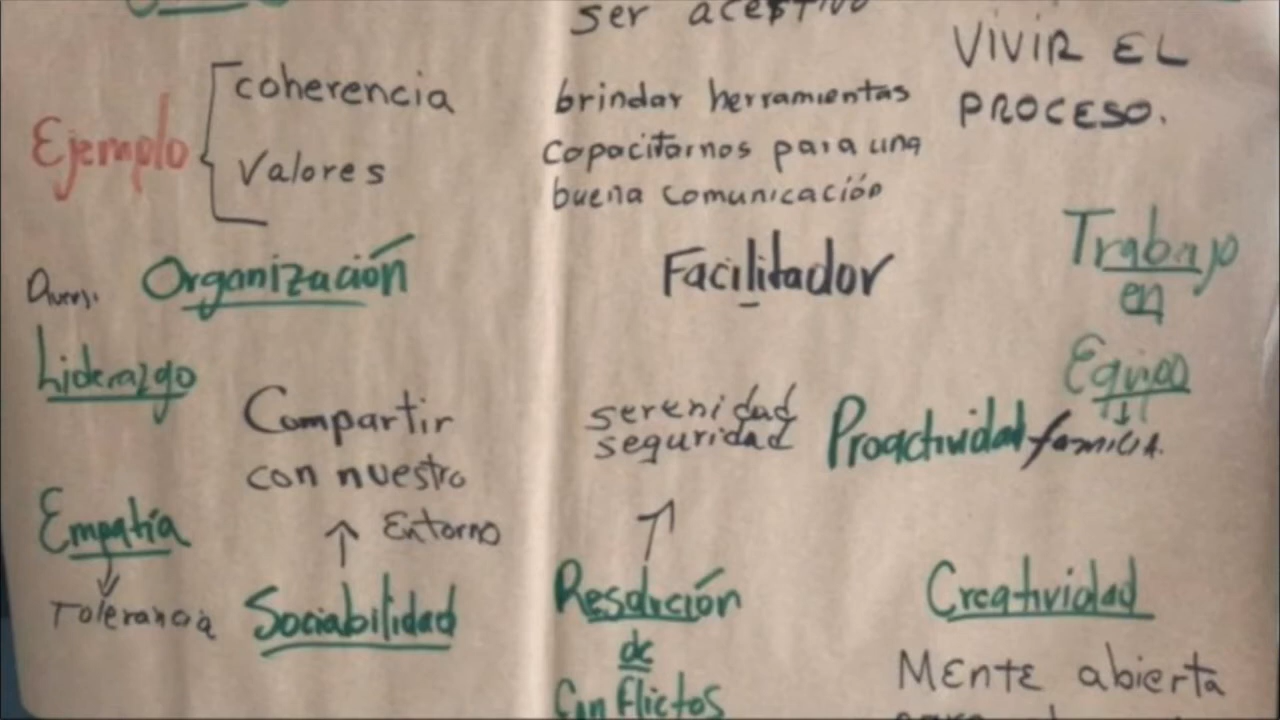 ser acertivo
VIVIR EL
PROCESO.
Ejemplo
coherencia
Valores
brindar herramientas
Capacitarnos para una
buena comunicación
Organización
Facilitador
Trabajo
en
Equipo
familia.
Liderazgo
Compartir
con nuestro
Entorno
serenidad
seguridad
Proactividad
Empatía
Tolerancia
Sociabilidad
Resolución
de
Conflictos
Creatividad
MEnte abierta